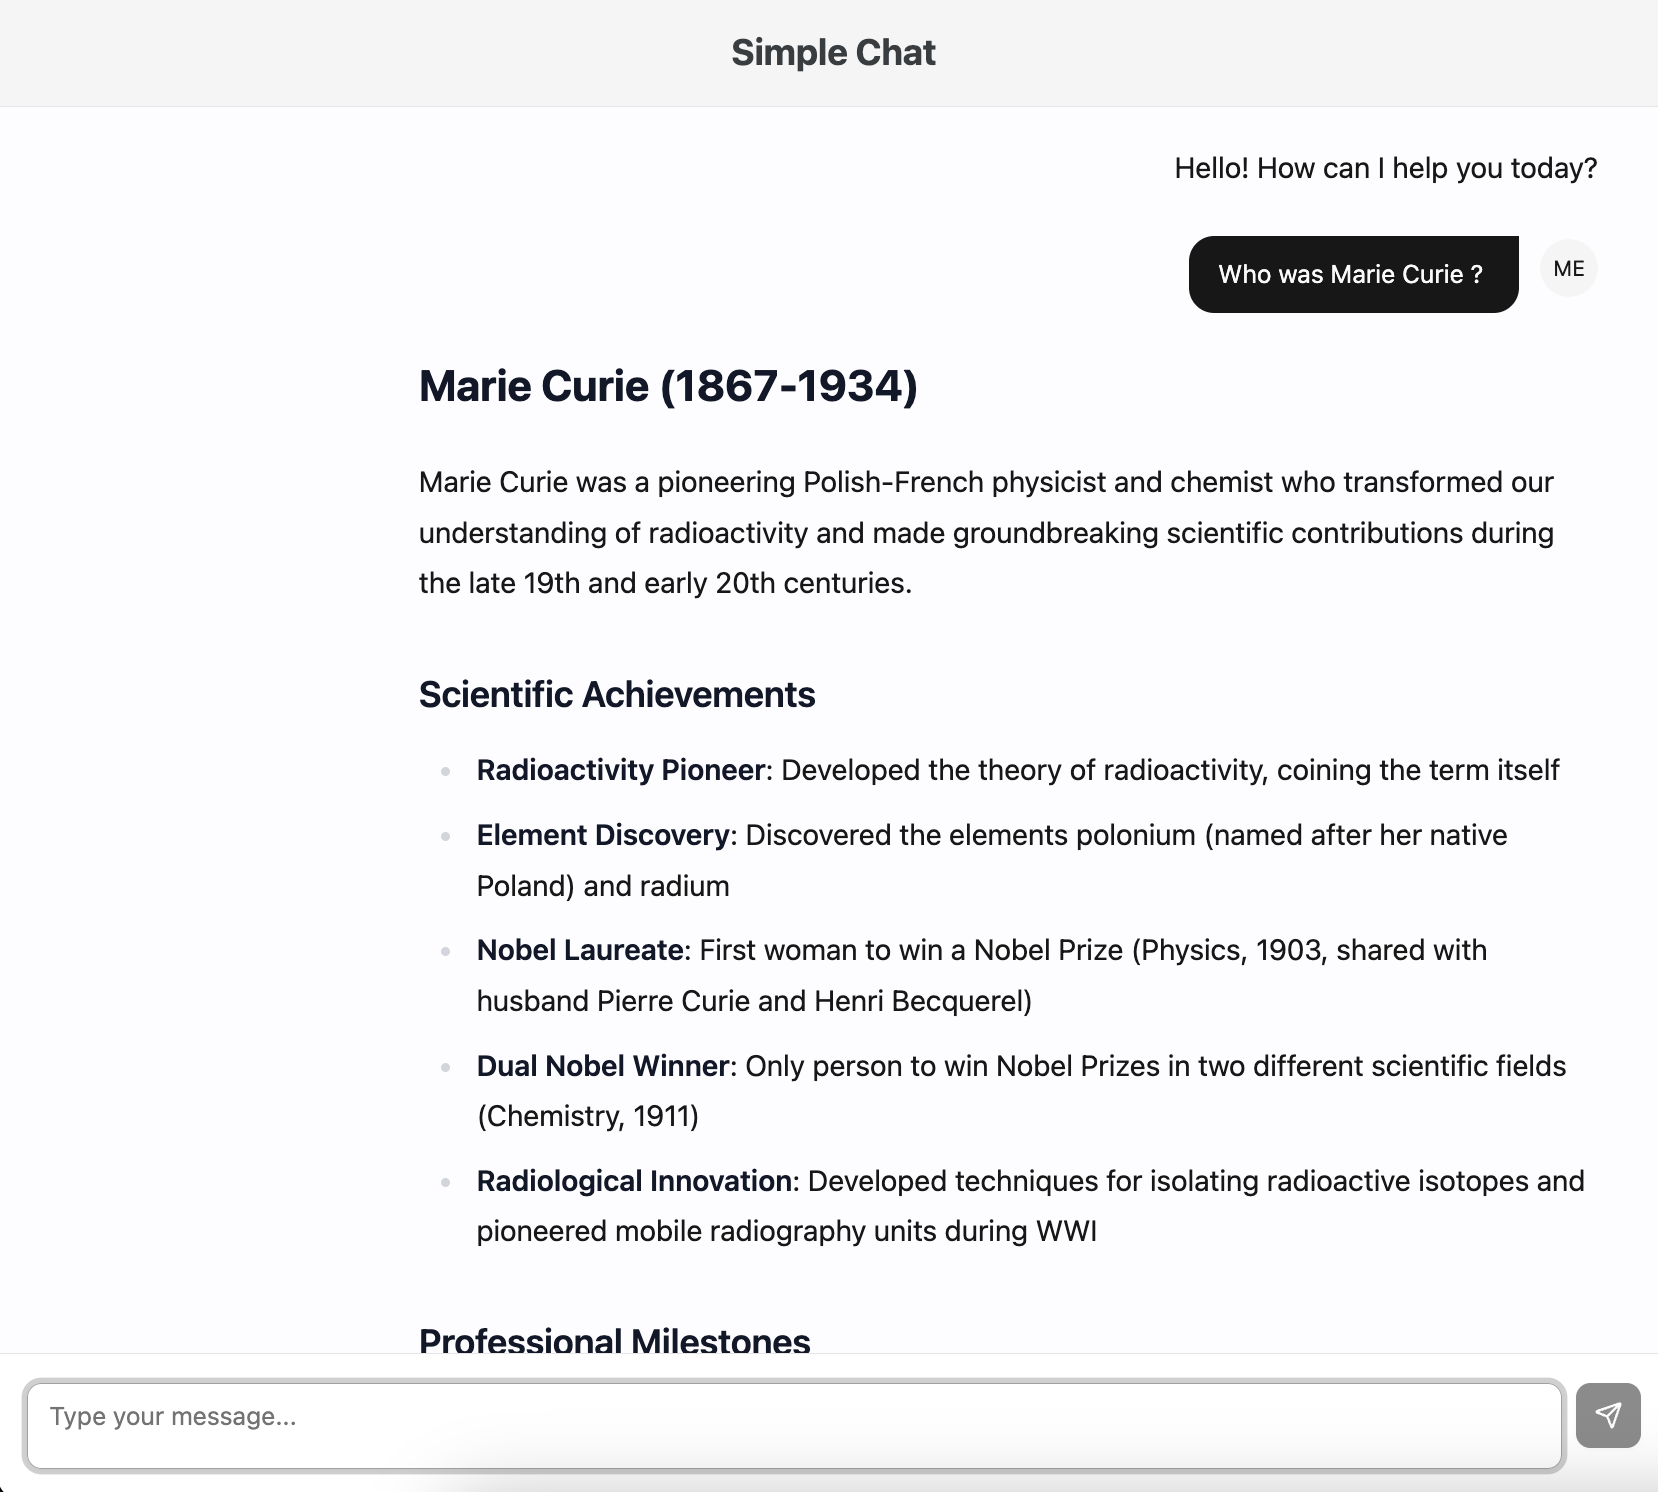 Simple Chat
Hello! How can I help you today?
Who was Marie Curie ?
ME
Marie Curie (1867-1934)
Marie Curie was a pioneering Polish-French physicist and chemist who transformed our
understanding of radioactivity and made groundbreaking scientific contributions during
the late 19th and early 20th centuries.
Scientific Achievements
Radioactivity Pioneer: Developed the theory of radioactivity, coining the term itself
Element Discovery: Discovered the elements polonium (named after her native
Poland) and radium
Nobel Laureate: First woman to win a Nobel Prize (Physics, 1903, shared with
husband Pierre Curie and Henri Becquerel)
Dual Nobel Winner: Only person to win Nobel Prizes in two different scientific fields
(Chemistry, 1911)
Radiological Innovation: Developed techniques for isolating radioactive isotopes and
pioneered mobile radiography units during WWI
Professional Milestones
Type your message...